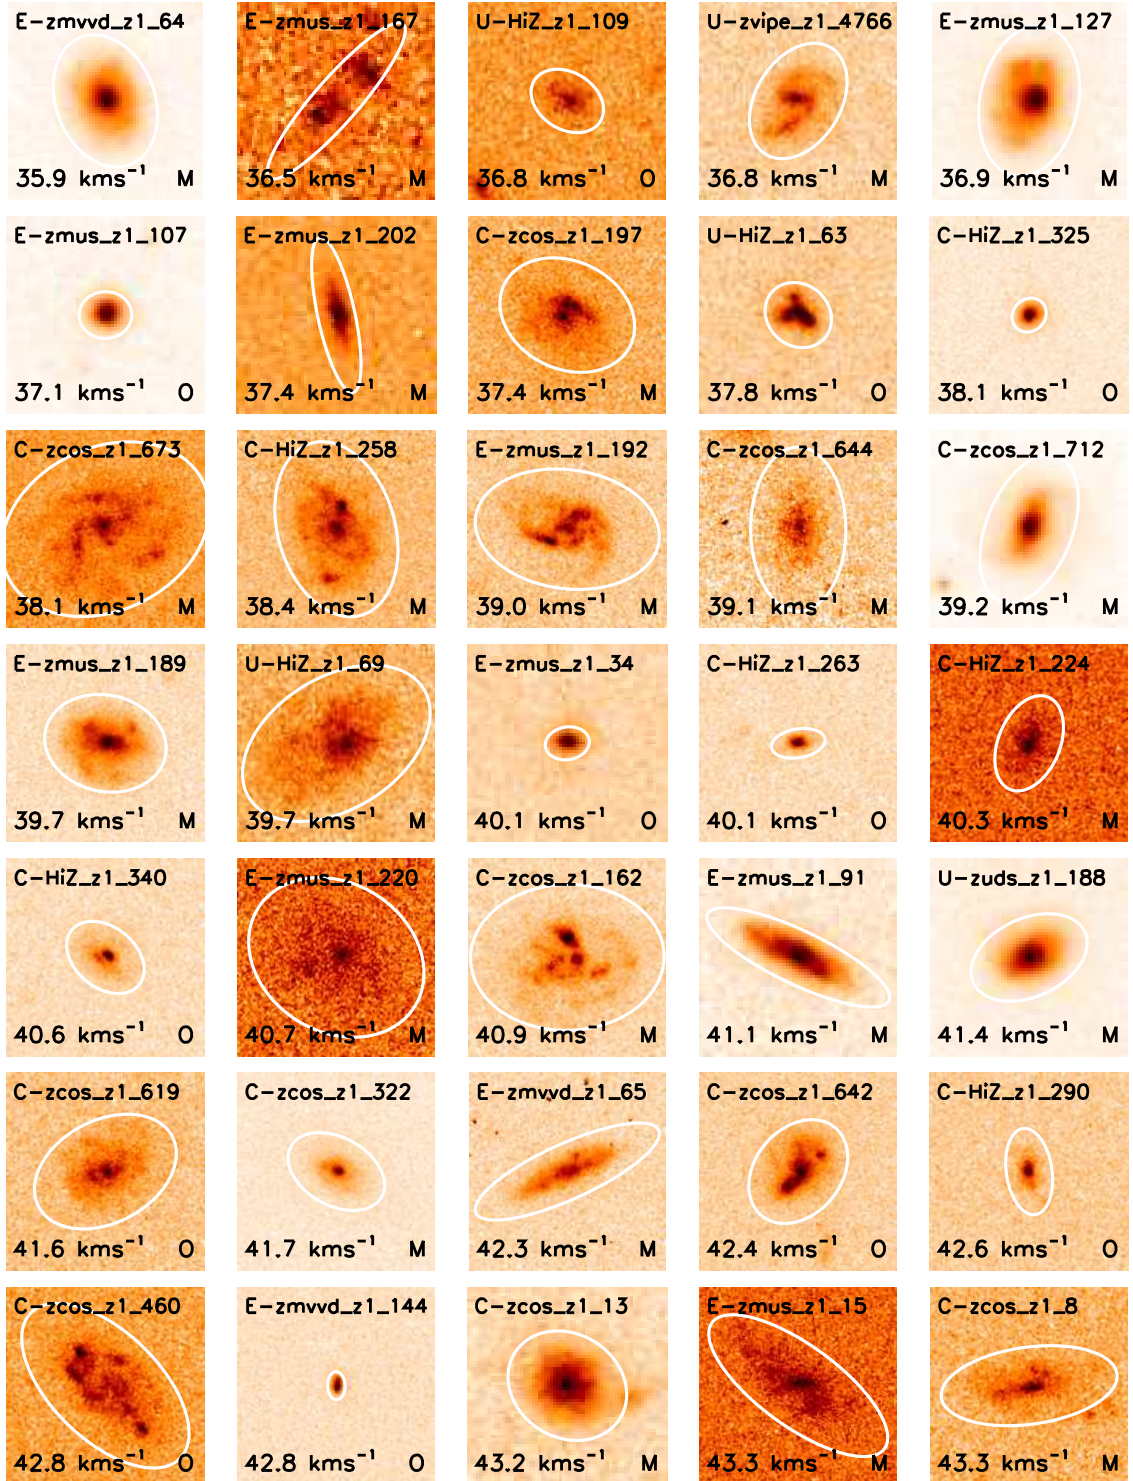 E-zmvvd_z1_64
35.9 kms⁻¹ M
E-zmus_z1_167
36.5 kms⁻¹ M
U-HiZ_z1_109
36.8 kms⁻¹ O
U-zvipe_z1_4766
36.8 kms⁻¹ M
E-zmus_z1_127
36.9 kms⁻¹ M
E-zmus_z1_107
37.1 kms⁻¹ O
E-zmus_z1_202
37.4 kms⁻¹ M
C-zcos_z1_197
37.4 kms⁻¹ M
U-HiZ_z1_63
37.8 kms⁻¹ O
C-HiZ_z1_325
38.1 kms⁻¹ O
C-zcos_z1_673
38.1 kms⁻¹ M
C-HiZ_z1_258
38.4 kms⁻¹ M
E-zmus_z1_192
39.0 kms⁻¹ M
C-zcos_z1_644
39.1 kms⁻¹ M
C-zcos_z1_712
39.2 kms⁻¹ M
E-zmus_z1_189
39.7 kms⁻¹ M
U-HiZ_z1_69
39.7 kms⁻¹ M
E-zmus_z1_34
40.1 kms⁻¹ O
C-HiZ_z1_263
40.1 kms⁻¹ O
C-HiZ_z1_224
40.3 kms⁻¹ M
C-HiZ_z1_340
40.6 kms⁻¹ O
E-zmus_z1_220
40.7 kms⁻¹ M
C-zcos_z1_162
40.9 kms⁻¹ M
E-zmus_z1_91
41.1 kms⁻¹ M
U-zuds_z1_188
41.4 kms⁻¹ M
C-zcos_z1_619
41.6 kms⁻¹ O
C-zcos_z1_322
41.7 kms⁻¹ M
E-zmvvd_z1_65
42.3 kms⁻¹ M
C-zcos_z1_642
42.4 kms⁻¹ O
C-HiZ_z1_290
42.6 kms⁻¹ O
C-zcos_z1_460
42.8 kms⁻¹ O
E-zmvvd_z1_144
42.8 kms⁻¹ O
C-zcos_z1_13
43.2 kms⁻¹ M
E-zmus_z1_15
43.3 kms⁻¹ M
C-zcos_z1_8
43.3 kms⁻¹ M